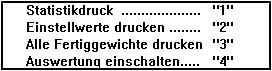 Statistikdruck ..................... "1"
Einstellwerte drucken ........ "2"
Alle Fertiggewichte drucken "3"
Auswertung einschalten..... "4"